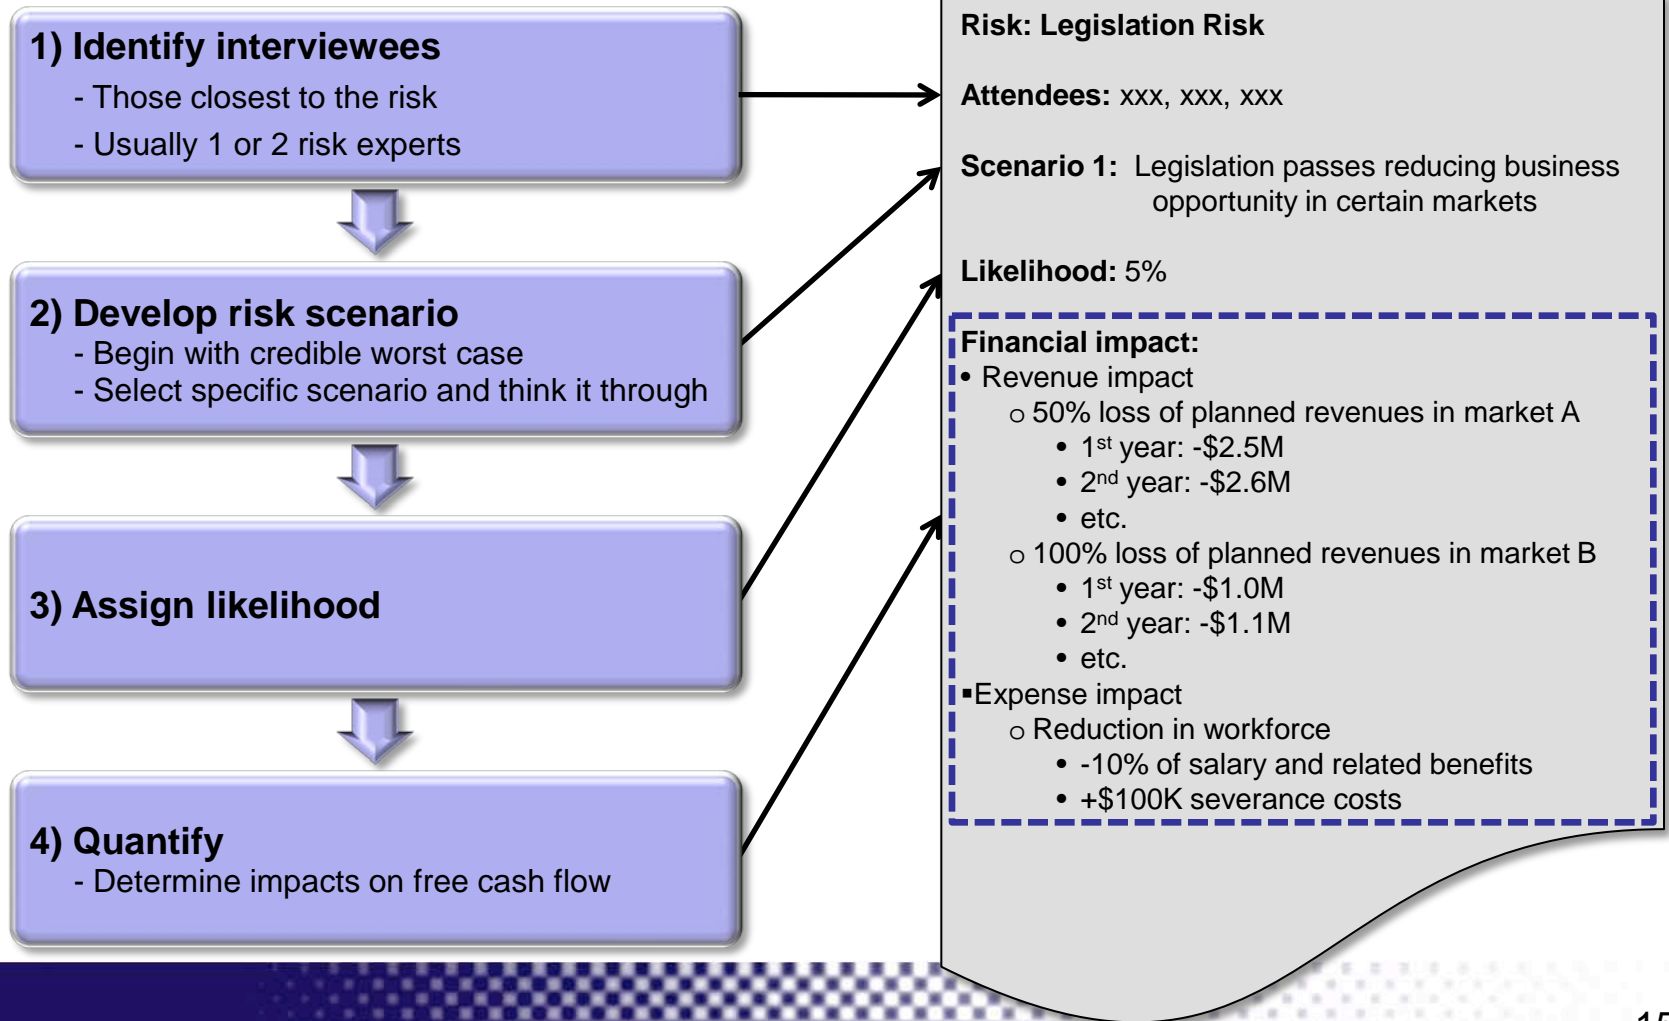 1) Identify interviewees
- Those closest to the risk
- Usually 1 or 2 risk experts
2) Develop risk scenario
- Begin with credible worst case
- Select specific scenario and think it through
3) Assign likelihood
4) Quantify
- Determine impacts on free cash flow
Risk: Legislation Risk
Attendees: xxx, xxx, xxx
Scenario 1: Legislation passes reducing business
opportunity in certain markets
Likelihood: 5%
Financial impact:
• Revenue impact
o 50% loss of planned revenues in market A
• 1st year: -$2.5M
• 2nd year: -$2.6M
• etc.
o 100% loss of planned revenues in market B
• 1st year: -$1.0M
• 2nd year: -$1.1M
• etc.
▪Expense impact
o Reduction in workforce
• -10% of salary and related benefits
• +$100K severance costs